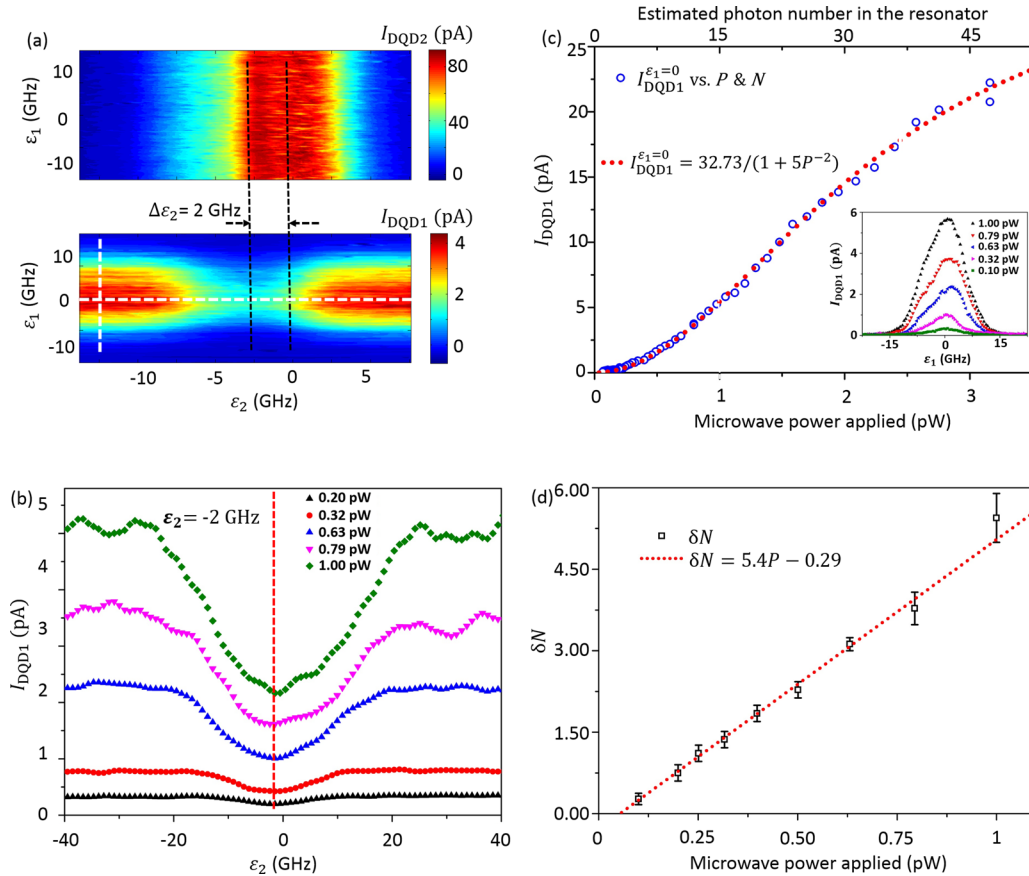 (a)
I_DQD2 (pA)
80
40
0
ε₁ (GHz)
10
0
-10
Δε₂= 2 GHz
I_DQD1 (pA)
4
2
0
ε₁ (GHz)
10
0
-10
-10
-5
0
5
ε₂ (GHz)
(c)
Estimated photon number in the resonator
0
12
24
36
48
25
20
15
10
5
0
I_DQD1 (pA)
I_DQD1^ε₁=0 vs. P & N
I_DQD1^ε₁=0 = 32.73/(1 + 5P⁻²)
6
4
2
0
I_DQD1 (pA)
1.00 pW
0.79 pW
0.63 pW
0.32 pW
0.10 pW
-15
0
15
ε₁ (GHz)
0
1
2
3
Microwave power applied (pW)
(b)
5
4
3
2
1
0
I_DQD1 (pA)
ε₂= -2 GHz
0.20 pW
0.32 pW
0.63 pW
0.79 pW
1.00 pW
-40
-20
0
20
40
ε₂ (GHz)
(d)
6.00
4.50
3.00
1.50
0.00
δN
δN
δN = 5.4P − 0.29
0
0.25
0.50
0.75
1
Microwave power applied (pW)